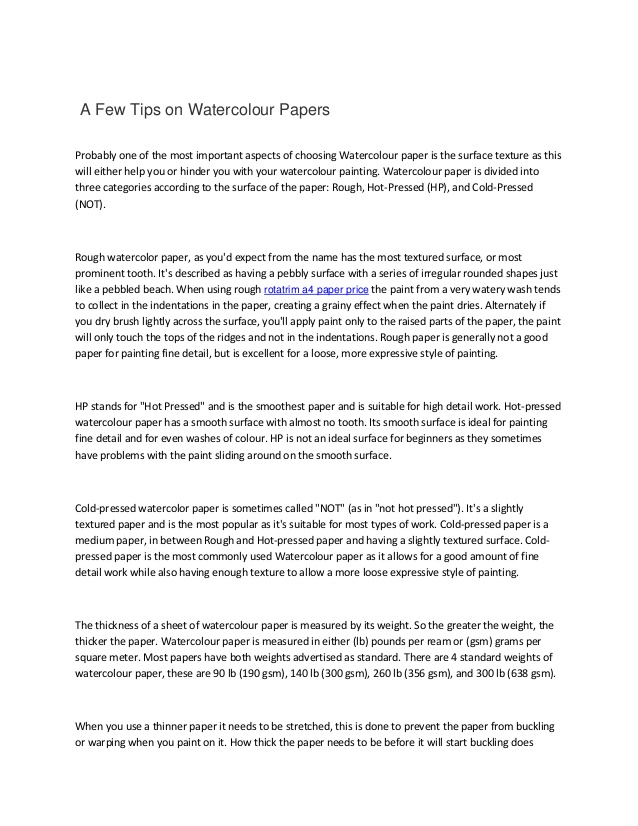 A Few Tips on Watercolour Papers
Probably one of the most important aspects of choosing Watercolour paper is the surface texture as this
will either help you or hinder you with your watercolour painting. Watercolour paper is divided into
three categories according to the surface of the paper: Rough, Hot-Pressed (HP), and Cold-Pressed
(NOT).
Rough watercolor paper, as you'd expect from the name has the most textured surface, or most
prominent tooth. It's described as having a pebbly surface with a series of irregular rounded shapes just
like a pebbled beach. When using rough rotatrim a4 paper price the paint from a very watery wash tends
to collect in the indentations in the paper, creating a grainy effect when the paint dries. Alternately if
you dry brush lightly across the surface, you'll apply paint only to the raised parts of the paper, the paint
will only touch the tops of the ridges and not in the indentations. Rough paper is generally not a good
paper for painting fine detail, but is excellent for a loose, more expressive style of painting.
HP stands for "Hot Pressed" and is the smoothest paper and is suitable for high detail work. Hot-pressed
watercolour paper has a smooth surface with almost no tooth. Its smooth surface is ideal for painting
fine detail and for even washes of colour. HP is not an ideal surface for beginners as they sometimes
have problems with the paint sliding around on the smooth surface.
Cold-pressed watercolor paper is sometimes called "NOT" (as in "not hot pressed"). It's a slightly
textured paper and is the most popular as it's suitable for most types of work. Cold-pressed paper is a
medium paper, in between Rough and Hot-pressed paper and having a slightly textured surface. Cold-
pressed paper is the most commonly used Watercolour paper as it allows for a good amount of fine
detail work while also having enough texture to allow a more loose expressive style of painting.
The thickness of a sheet of watercolour paper is measured by its weight. So the greater the weight, the
thicker the paper. Watercolour paper is measured in either (lb) pounds per ream or (gsm) grams per
square meter. Most papers have both weights advertised as standard. There are 4 standard weights of
watercolour paper, these are 90 lb (190 gsm), 140 lb (300 gsm), 260 lb (356 gsm), and 300 lb (638 gsm).
When you use a thinner paper it needs to be stretched, this is done to prevent the paper from buckling
or warping when you paint on it. How thick the paper needs to be before it will start buckling does